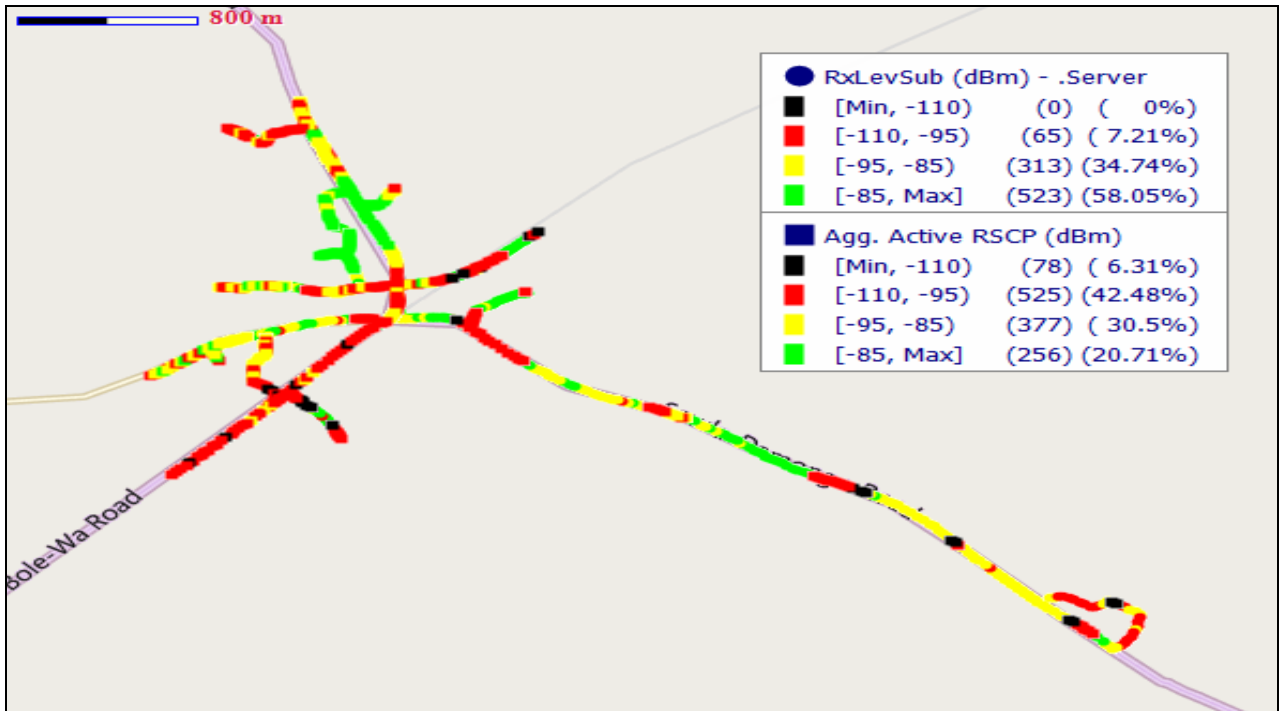 800 m
RxLevSub (dBm) - .Server
[Min, -110) (0) ( 0%)
[-110, -95) (65) ( 7.21%)
[-95, -85) (313) (34.74%)
[-85, Max] (523) (58.05%)
Agg. Active RSCP (dBm)
[Min, -110) (78) ( 6.31%)
[-110, -95) (525) (42.48%)
[-95, -85) (377) ( 30.5%)
[-85, Max] (256) (20.71%)
Bole-Wa Road